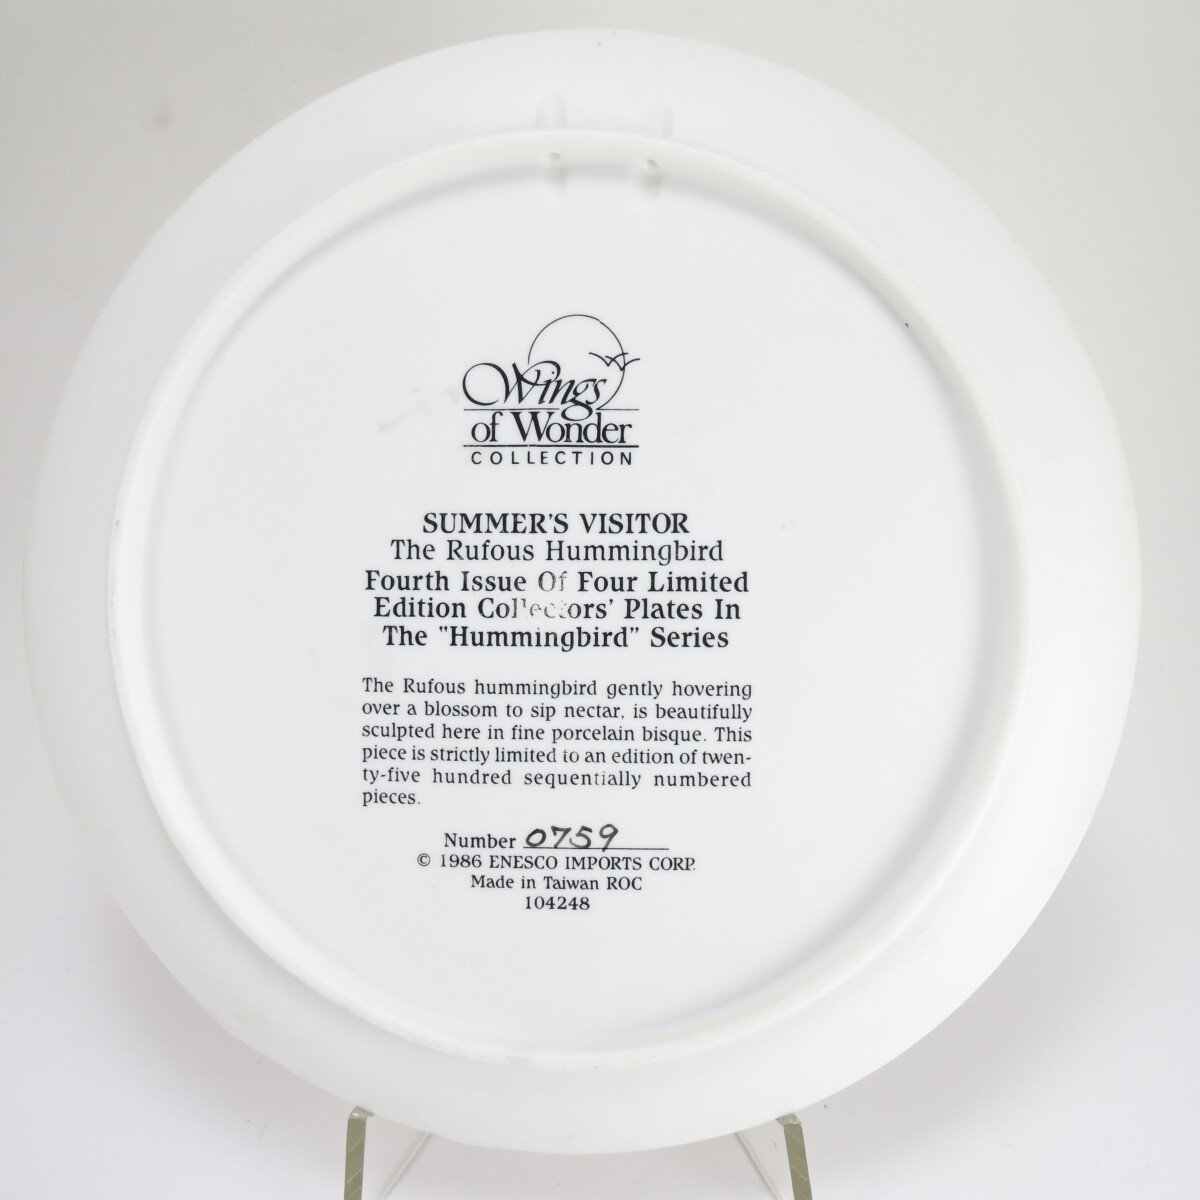 Wings
of Wonder
COLLECTION
SUMMER'S VISITOR
The Rufous Hummingbird
Fourth Issue Of Four Limited
Edition Collectors' Plates In
The "Hummingbird" Series
The Rufous hummingbird gently hovering
over a blossom to sip nectar, is beautifully
sculpted here in fine porcelain bisque. This
piece is strictly limited to an edition of twen-
ty-five hundred sequentially numbered
pieces.
Number 0759
© 1986 ENESCO IMPORTS CORP.
Made in Taiwan ROC
104248